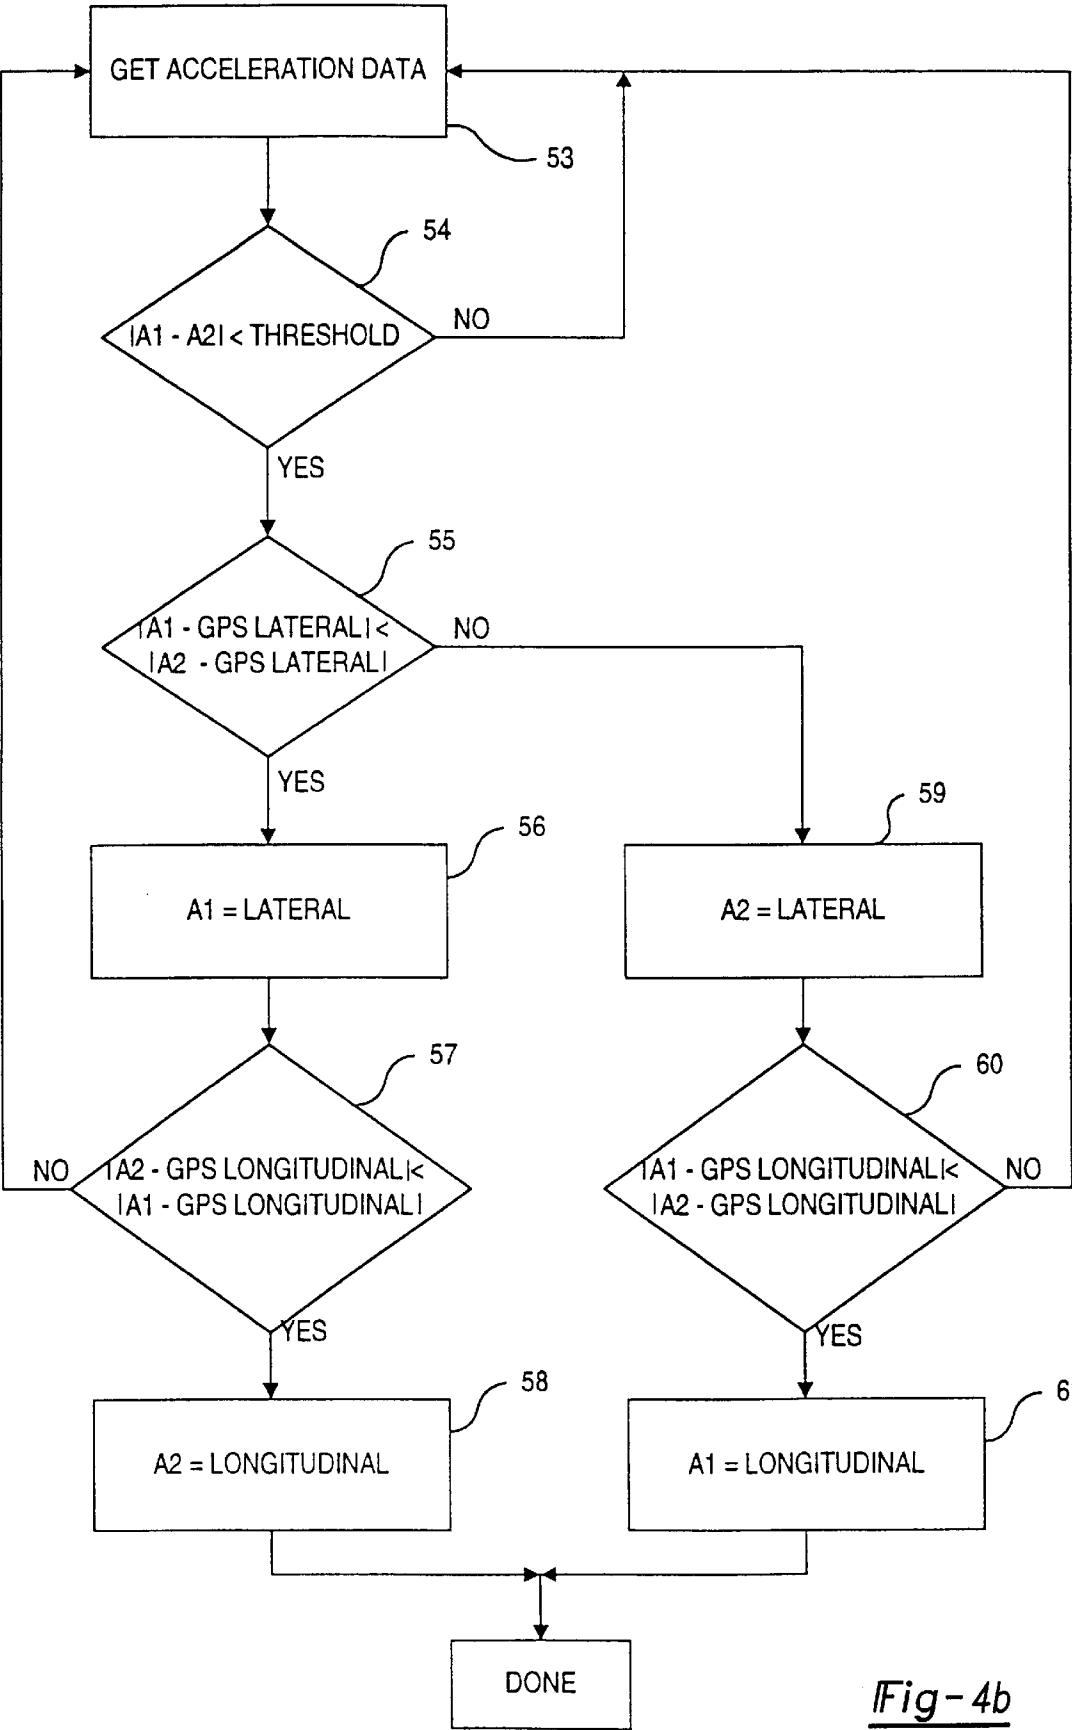 GET ACCELERATION DATA
53
54
|A1 - A2| < THRESHOLD
NO
YES
55
|A1 - GPS LATERAL| <
|A2 - GPS LATERAL|
NO
YES
59
56
A1 = LATERAL
A2 = LATERAL
57
60
NO
|A2 - GPS LONGITUDINAL|<
|A1 - GPS LONGITUDINAL|
|A1 - GPS LONGITUDINAL|<
|A2 - GPS LONGITUDINAL|
NO
YES
YES
58
6
A2 = LONGITUDINAL
A1 = LONGITUDINAL
DONE
Fig-4b